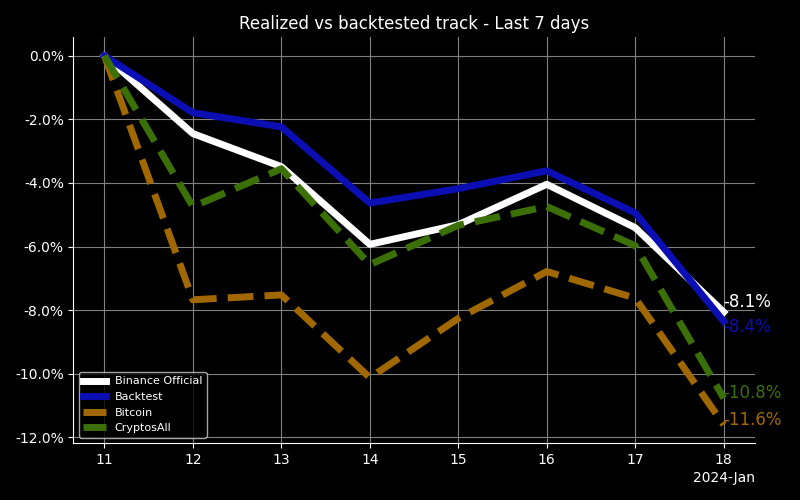 Realized vs backtested track - Last 7 days
0.0%
-2.0%
-4.0%
-6.0%
-8.0%
-10.0%
-12.0%
-8.1%
-8.4%
-10.8%
-11.6%
Binance Official
Backtest
Bitcoin
CryptosAll
11 12 13 14 15 16 17 18
2024-Jan